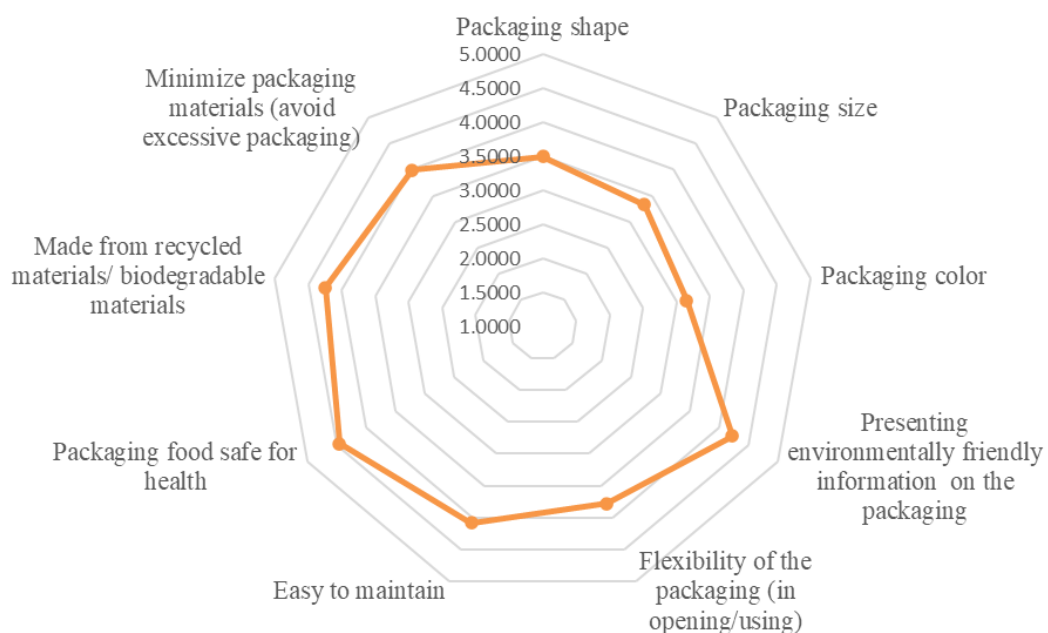 Packaging shape
5.0000
4.5000
4.0000
3.5000
3.0000
2.5000
2.0000
1.5000
1.0000
Packaging size
Packaging color
Presenting
environmentally friendly
information on the
packaging
Flexibility of the
packaging (in
opening/using)
Easy to maintain
Packaging food safe for
health
Made from recycled
materials/ biodegradable
materials
Minimize packaging
materials (avoid
excessive packaging)